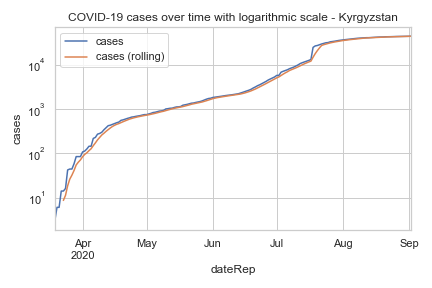 COVID-19 cases over time with logarithmic scale - Kyrgyzstan
cases
cases (rolling)
10⁴
10³
10²
10¹
cases
Apr
2020
May
Jun
Jul
Aug
Sep
dateRep